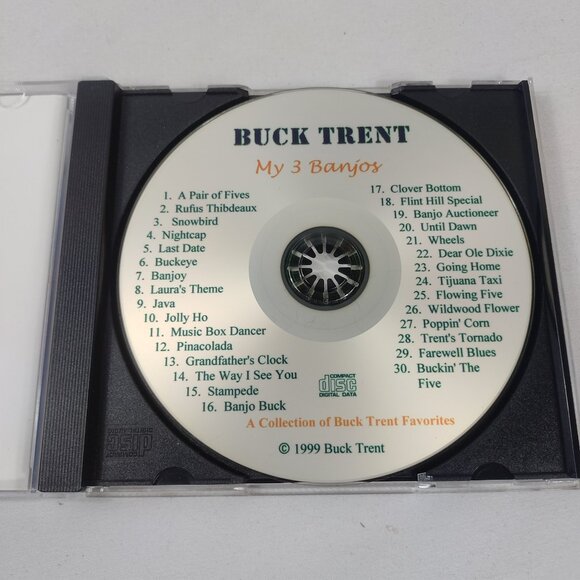 BUCK TRENT
My 3 Banjos
1. A Pair of Fives
2. Rufus Thibdeaux
3. Snowbird
4. Nightcap
5. Last Date
6. Buckeye
7. Banjoy
8. Laura's Theme
9. Java
10. Jolly Ho
11. Music Box Dancer
12. Pinacolada
13. Grandfather's Clock
14. The Way I See You
15. Stampede
16. Banjo Buck
17. Clover Bottom
18. Flint Hill Special
19. Banjo Auctioneer
20. Until Dawn
21. Wheels
22. Dear Ole Dixie
23. Going Home
24. Tijuana Taxi
25. Flowing Five
26. Wildwood Flower
27. Poppin' Corn
28. Trent's Tornado
29. Farewell Blues
30. Buckin' The
Five
COMPACT
disc
DIGITAL DATA
A Collection of Buck Trent Favorites
© 1999 Buck Trent
COMPACT
disc